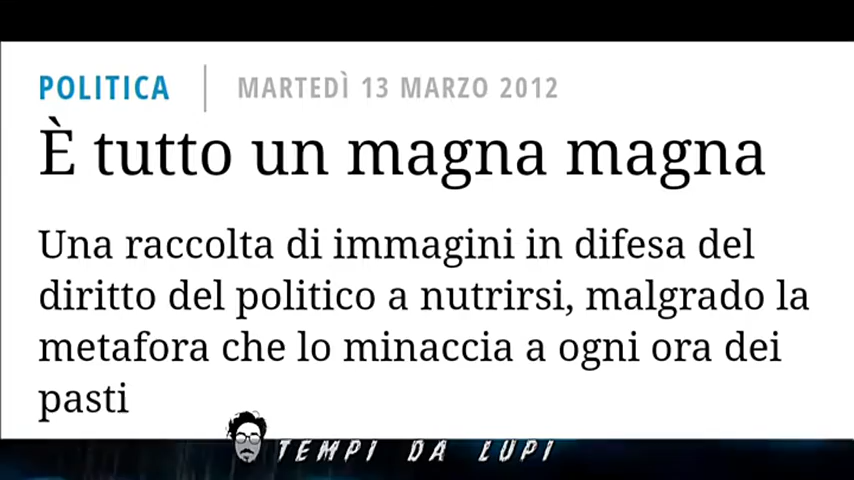 POLITICA | MARTEDÌ 13 MARZO 2012
È tutto un magna magna
Una raccolta di immagini in difesa del
diritto del politico a nutrirsi, malgrado la
metafora che lo minaccia a ogni ora dei
pasti
TEMPI DA LUPI